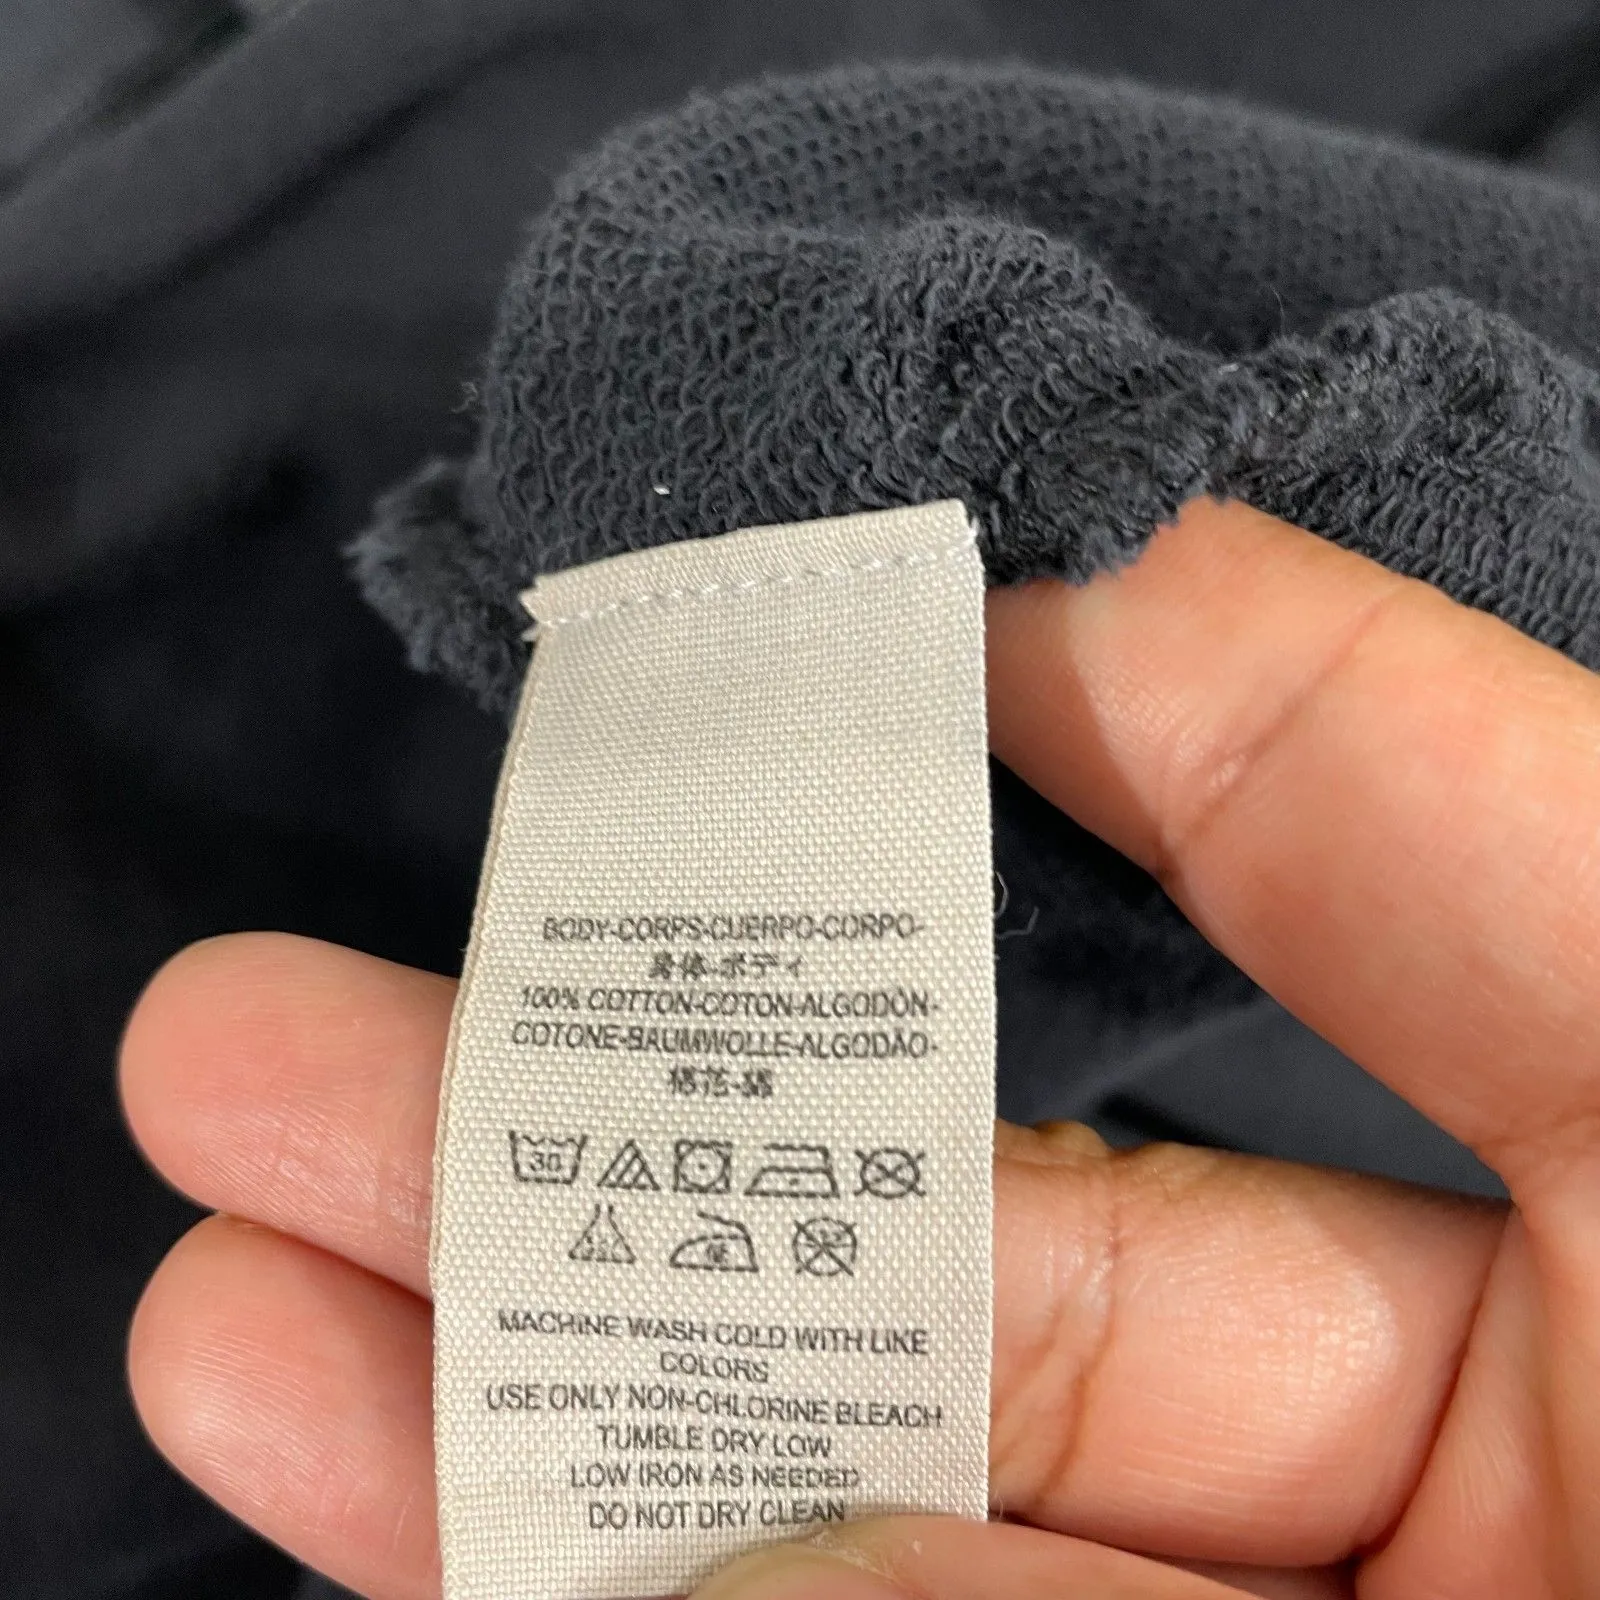 BODY-CORPS-CUERPO-CORPO-
身体-ボディ
100% COTTON-COTON-ALGODÓN-
COTONE-BAUMWOLLE-ALGODÃO-
棉花-綿
30
MACHINE WASH COLD WITH LIKE
COLORS
USE ONLY NON-CHLORINE BLEACH
TUMBLE DRY LOW
LOW IRON AS NEEDED
DO NOT DRY CLEAN